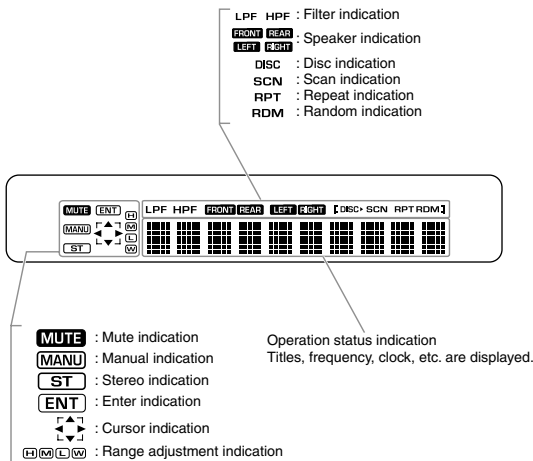 LPF HPF : Filter indication
FRONT REAR
LEFT RIGHT : Speaker indication
DISC : Disc indication
SCN : Scan indication
RPT : Repeat indication
RDM : Random indication
MUTE ENT H LPF HPF FRONT REAR LEFT RIGHT [DISC▸ SCN RPT RDM]
MANU M
L
ST W
MUTE : Mute indication
MANU : Manual indication
ST : Stereo indication
ENT : Enter indication
: Cursor indication
H M L W : Range adjustment indication
Operation status indication
Titles, frequency, clock, etc. are displayed.